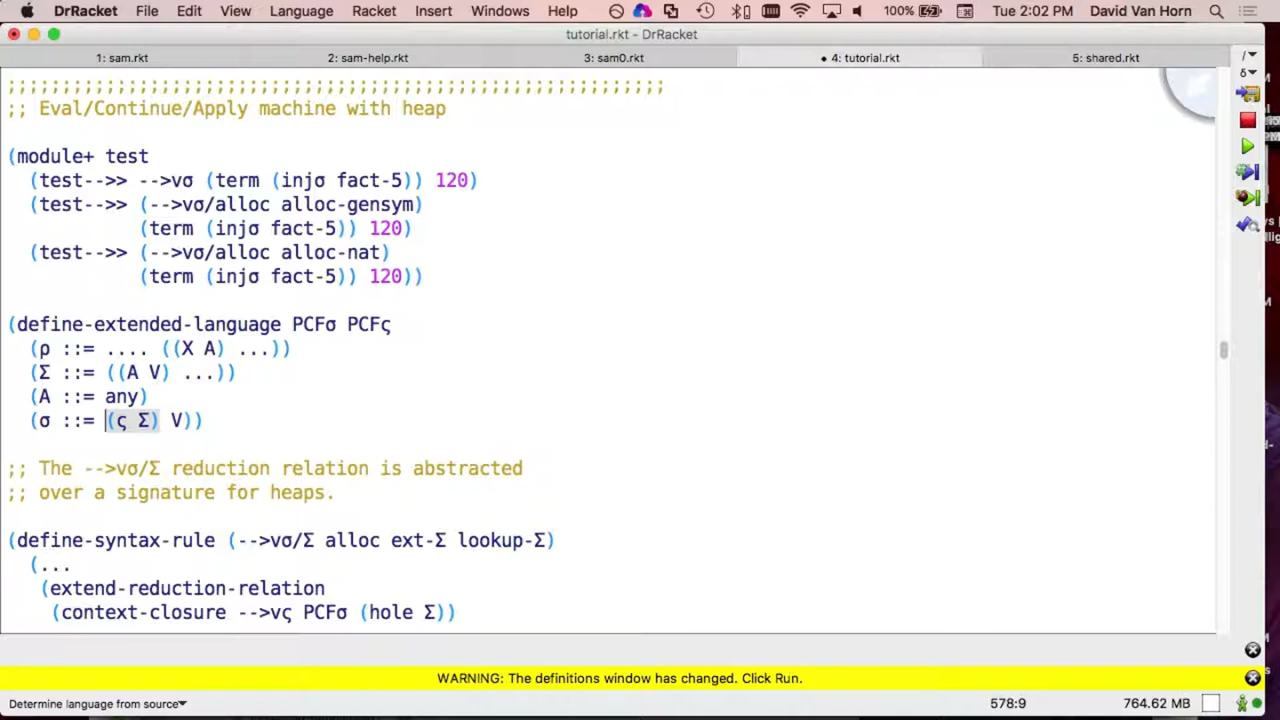 DrRacket File Edit View Language Racket Insert Windows Help 100% Tue 2:02 PM David Van Horn
tutorial.rkt - DrRacket
1: sam.rkt 2: sam-help.rkt 3: sam0.rkt • 4: tutorial.rkt 5: shared.rkt
;;;;;;;;;;;;;;;;;;;;;;;;;;;;;;;;;;;;;;;;;;;;;;;;;;;;;;;;;;;;
;; Eval/Continue/Apply machine with heap
(module+ test
(test-->> -->vσ (term (injσ fact-5)) 120)
(test-->> (-->vσ/alloc alloc-gensym)
(term (injσ fact-5)) 120)
(test-->> (-->vσ/alloc alloc-nat)
(term (injσ fact-5)) 120))
(define-extended-language PCFσ PCFς
(ρ ::= .... ((X A) ...))
(Σ ::= ((A V) ...))
(A ::= any)
(σ ::= (ς Σ) V))
;; The -->vσ/Σ reduction relation is abstracted
;; over a signature for heaps.
(define-syntax-rule (-->vσ/Σ alloc ext-Σ lookup-Σ)
(...
(extend-reduction-relation
(context-closure -->vς PCFσ (hole Σ))
WARNING: The definitions window has changed. Click Run.
Determine language from source 578:9 764.62 MB